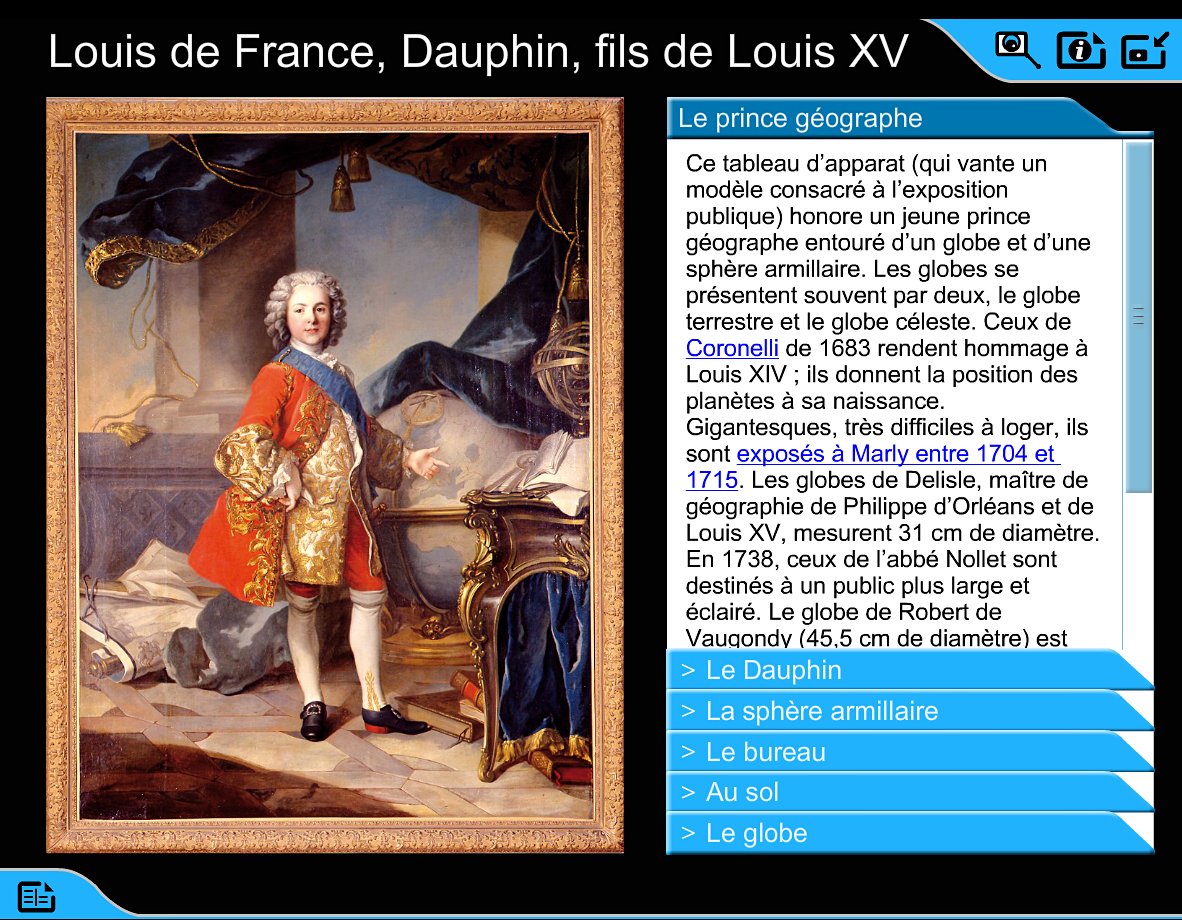 Louis de France, Dauphin, fils de Louis XV
Le prince géographe
Ce tableau d’apparat (qui vante un
modèle consacré à l’exposition
publique) honore un jeune prince
géographe entouré d’un globe et d’une
sphère armillaire. Les globes se
présentent souvent par deux, le globe
terrestre et le globe céleste. Ceux de
Coronelli de 1683 rendent hommage à
Louis XIV ; ils donnent la position des
planètes à sa naissance.
Gigantesques, très difficiles à loger, ils
sont exposés à Marly entre 1704 et
1715. Les globes de Delisle, maître de
géographie de Philippe d’Orléans et de
Louis XV, mesurent 31 cm de diamètre.
En 1738, ceux de l’abbé Nollet sont
destinés à un public plus large et
éclairé. Le globe de Robert de
Vaugondy (45,5 cm de diamètre) est
> Le Dauphin
> La sphère armillaire
> Le bureau
> Au sol
> Le globe